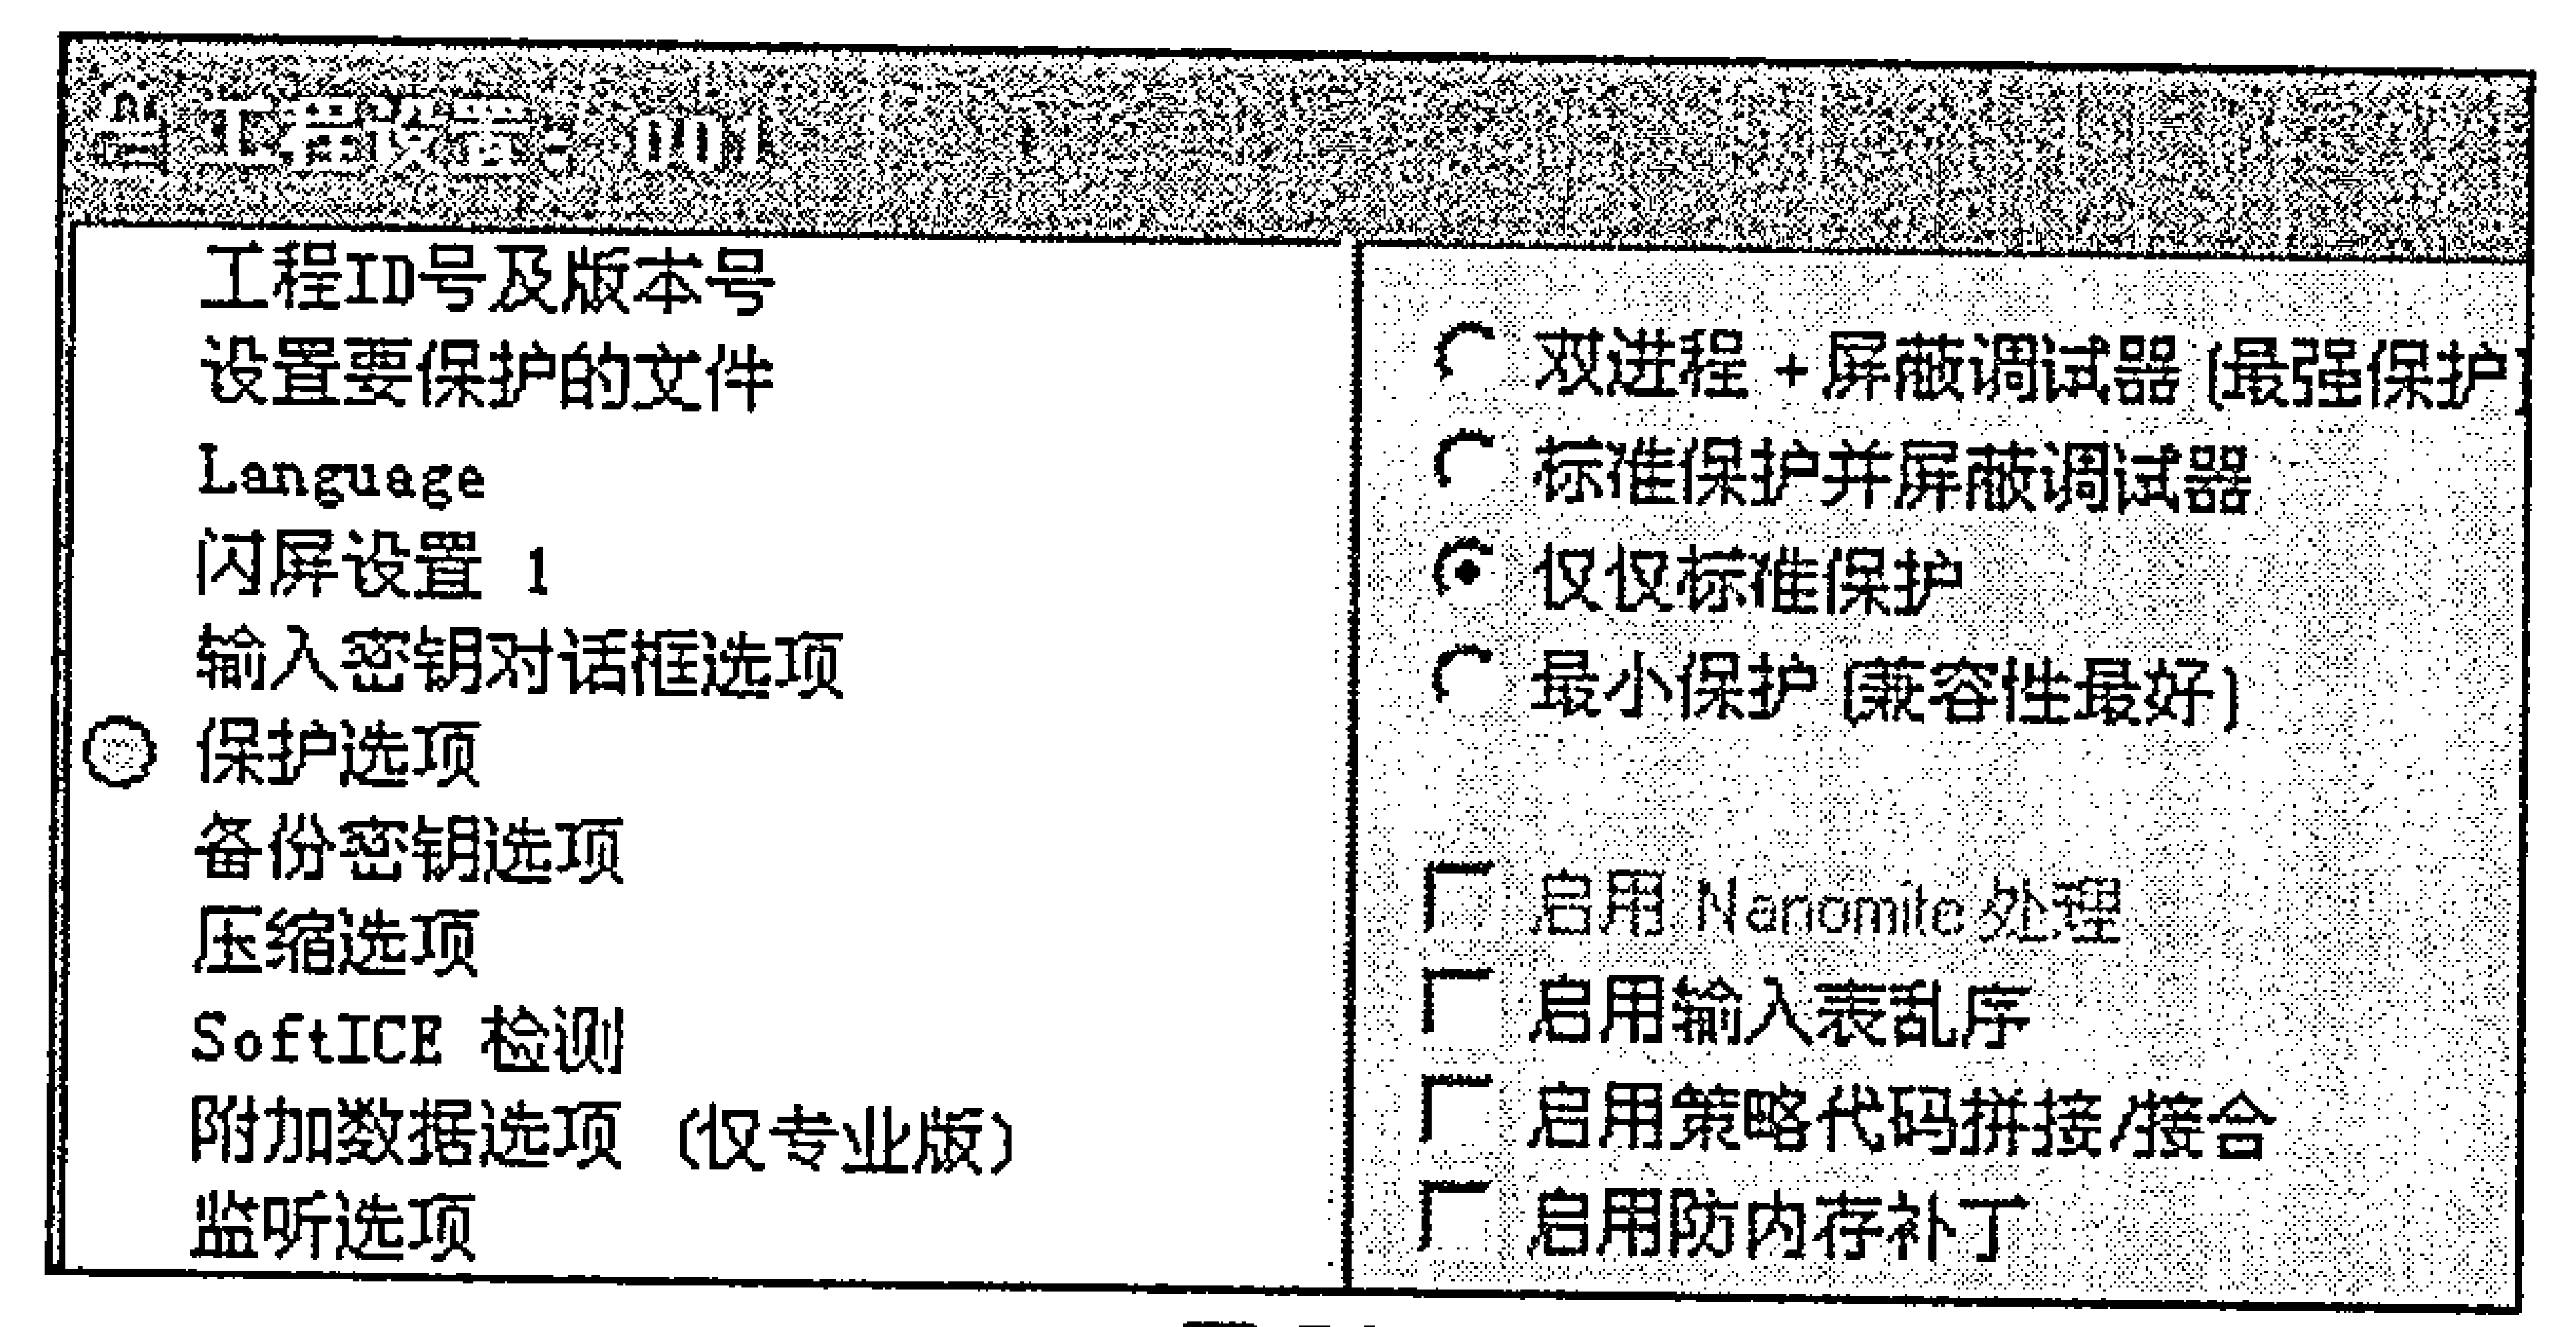 工程设置: 001
工程ID号及版本号
设置要保护的文件
Language
闪屏设置 1
输入密钥对话框选项
保护选项
备份密钥选项
压缩选项
SoftICE 检测
附加数据选项 (仅专业版)
监听选项
双进程 + 屏蔽调试器 (最强保护)
标准保护并屏蔽调试器
仅仅标准保护
最小保护 (兼容性最好)
启用 Nanomite 处理
启用输入表乱序
启用策略代码拼接/接合
启用防内存补丁